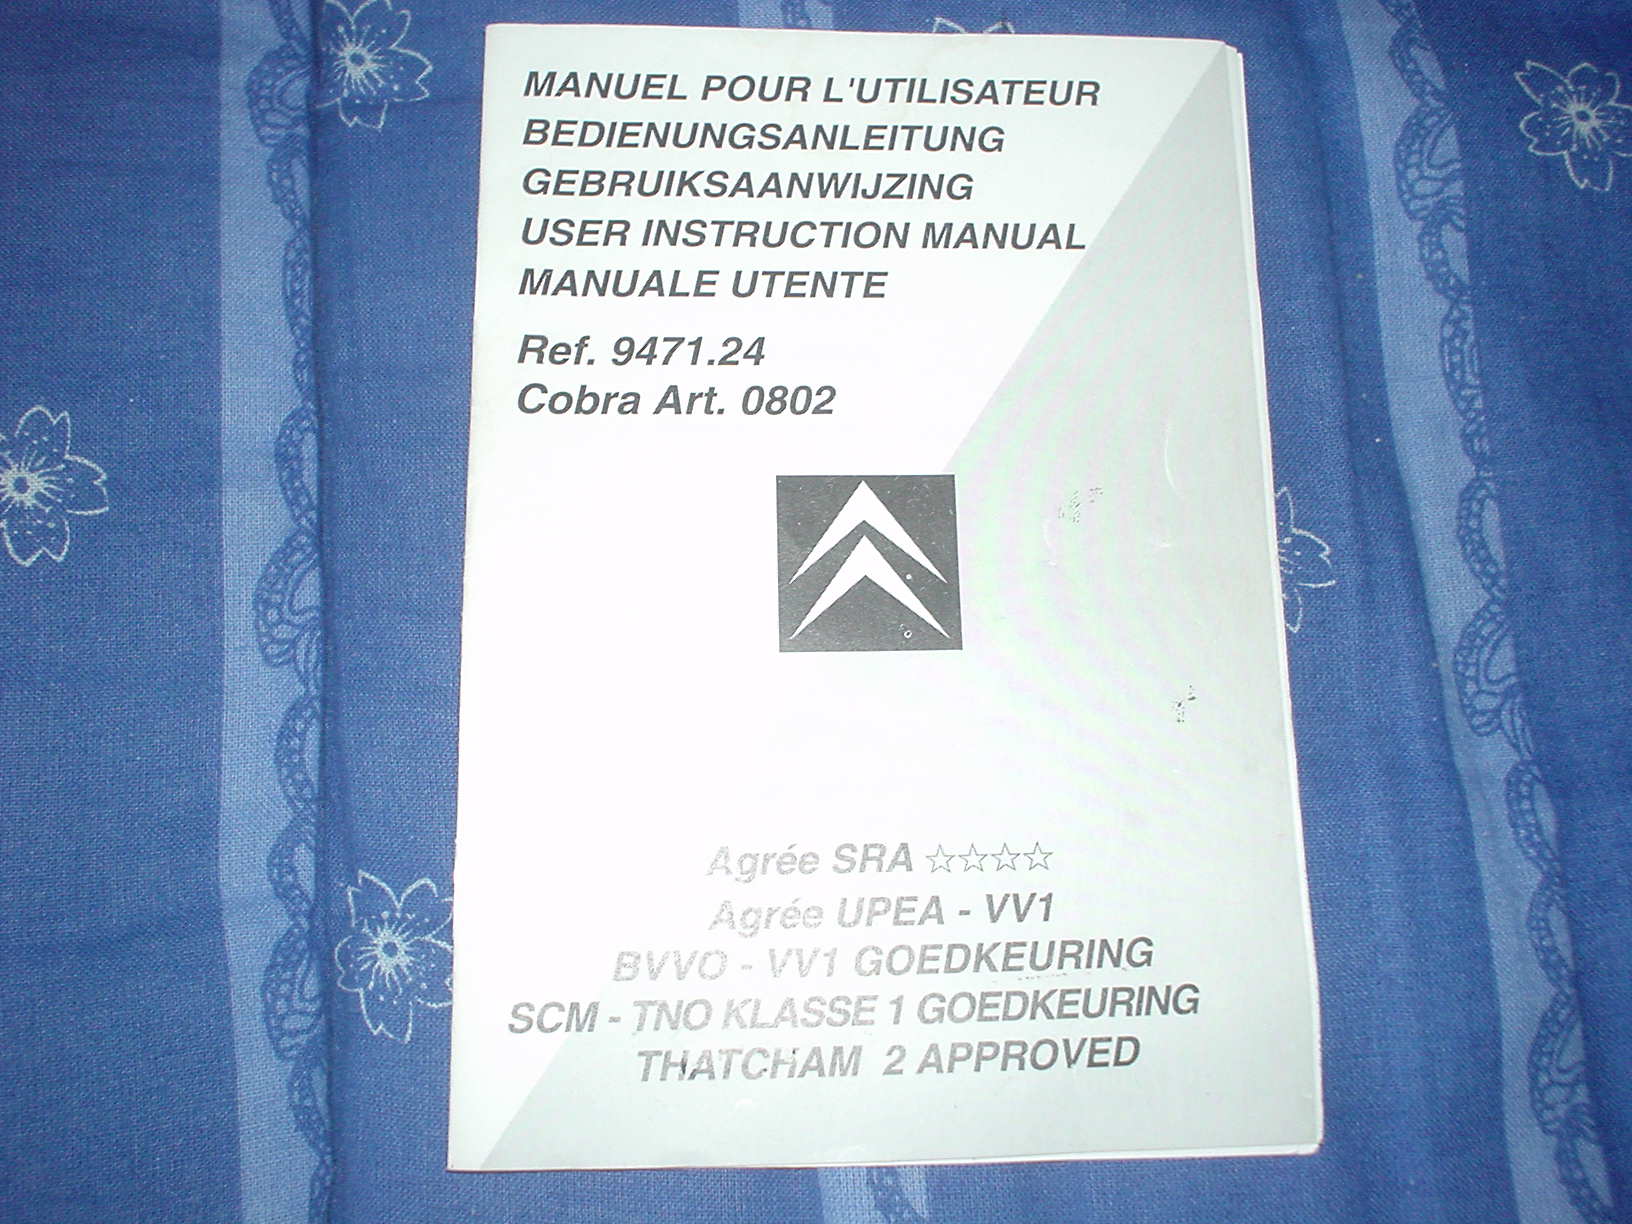 MANUEL POUR L'UTILISATEUR
BEDIENUNGSANLEITUNG
GEBRUIKSAANWIJZING
USER INSTRUCTION MANUAL
MANUALE UTENTE
Ref. 9471.24
Cobra Art. 0802
Agrée SRA ☆☆☆☆
Agrée UPEA - VV1
BVVO - VV1 GOEDKEURING
SCM - TNO KLASSE 1 GOEDKEURING
THATCHAM 2 APPROVED